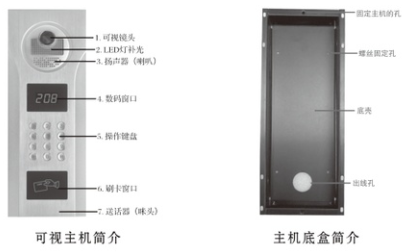 1. 可视镜头
2. LED灯补光
3. 扬声器（喇叭）
208
4. 数码窗口
5. 操作键盘
6. 刷卡窗口
7. 送话器（咪头）
可视主机简介
固定主机的孔
螺丝固定孔
底壳
出线孔
主机底盒简介